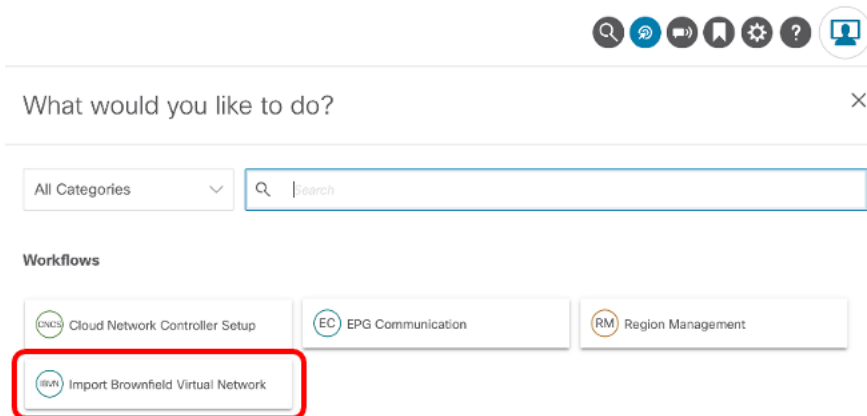 ?
What would you like to do?
All Categories
Search
Workflows
CNCS Cloud Network Controller Setup
EC EPG Communication
RM Region Management
IBVN Import Brownfield Virtual Network